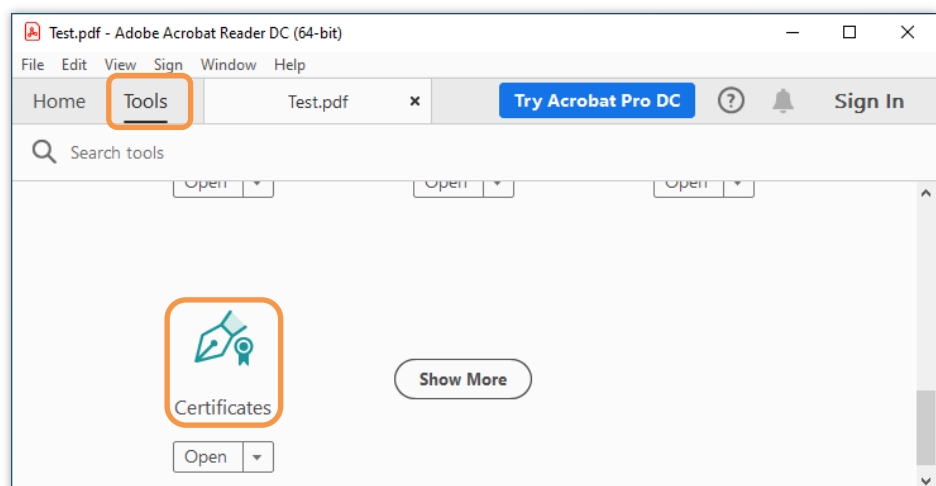 Test.pdf - Adobe Acrobat Reader DC (64-bit)
File Edit View Sign Window Help
Home Tools Test.pdf × Try Acrobat Pro DC ? Sign In
Search tools
Open Open Open
Show More
Certificates
Open